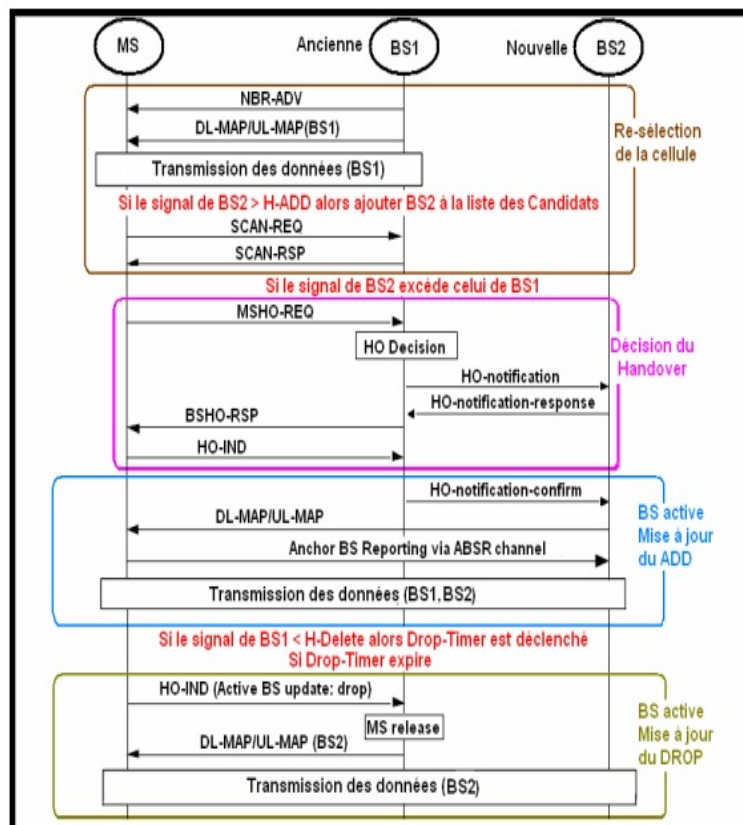 MS
Ancienne
BS1
Nouvelle
BS2
NBR-ADV
DL-MAP/UL-MAP(BS1)
Transmission des données (BS1)
Re-sélection
de la cellule
Si le signal de BS2 > H-ADD alors ajouter BS2 à la liste des Candidats
SCAN-REQ
SCAN-RSP
Si le signal de BS2 excède celui de BS1
MSHO-REQ
HO Decision
Décision du
Handover
HO-notification
HO-notification-response
BSHO-RSP
HO-IND
HO-notification-confirm
DL-MAP/UL-MAP
BS active
Mise à jour
du ADD
Anchor BS Reporting via ABSR channel
Transmission des données (BS1, BS2)
Si le signal de BS1 < H-Delete alors Drop-Timer est déclenché
Si Drop-Timer expire
HO-IND (Active BS update: drop)
MS release
BS active
Mise à jour
du DROP
DL-MAP/UL-MAP (BS2)
Transmission des données (BS2)